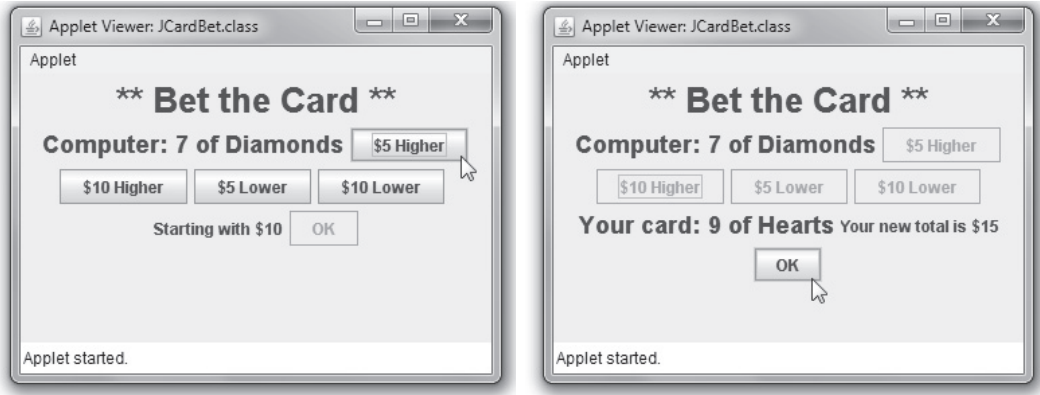 Applet Viewer: JCardBet.class
Applet
** Bet the Card **
Computer: 7 of Diamonds $5 Higher
$10 Higher $5 Lower $10 Lower
Starting with $10 OK
Applet started.
Applet Viewer: JCardBet.class
Applet
** Bet the Card **
Computer: 7 of Diamonds $5 Higher
$10 Higher $5 Lower $10 Lower
Your card: 9 of Hearts Your new total is $15
OK
Applet started.